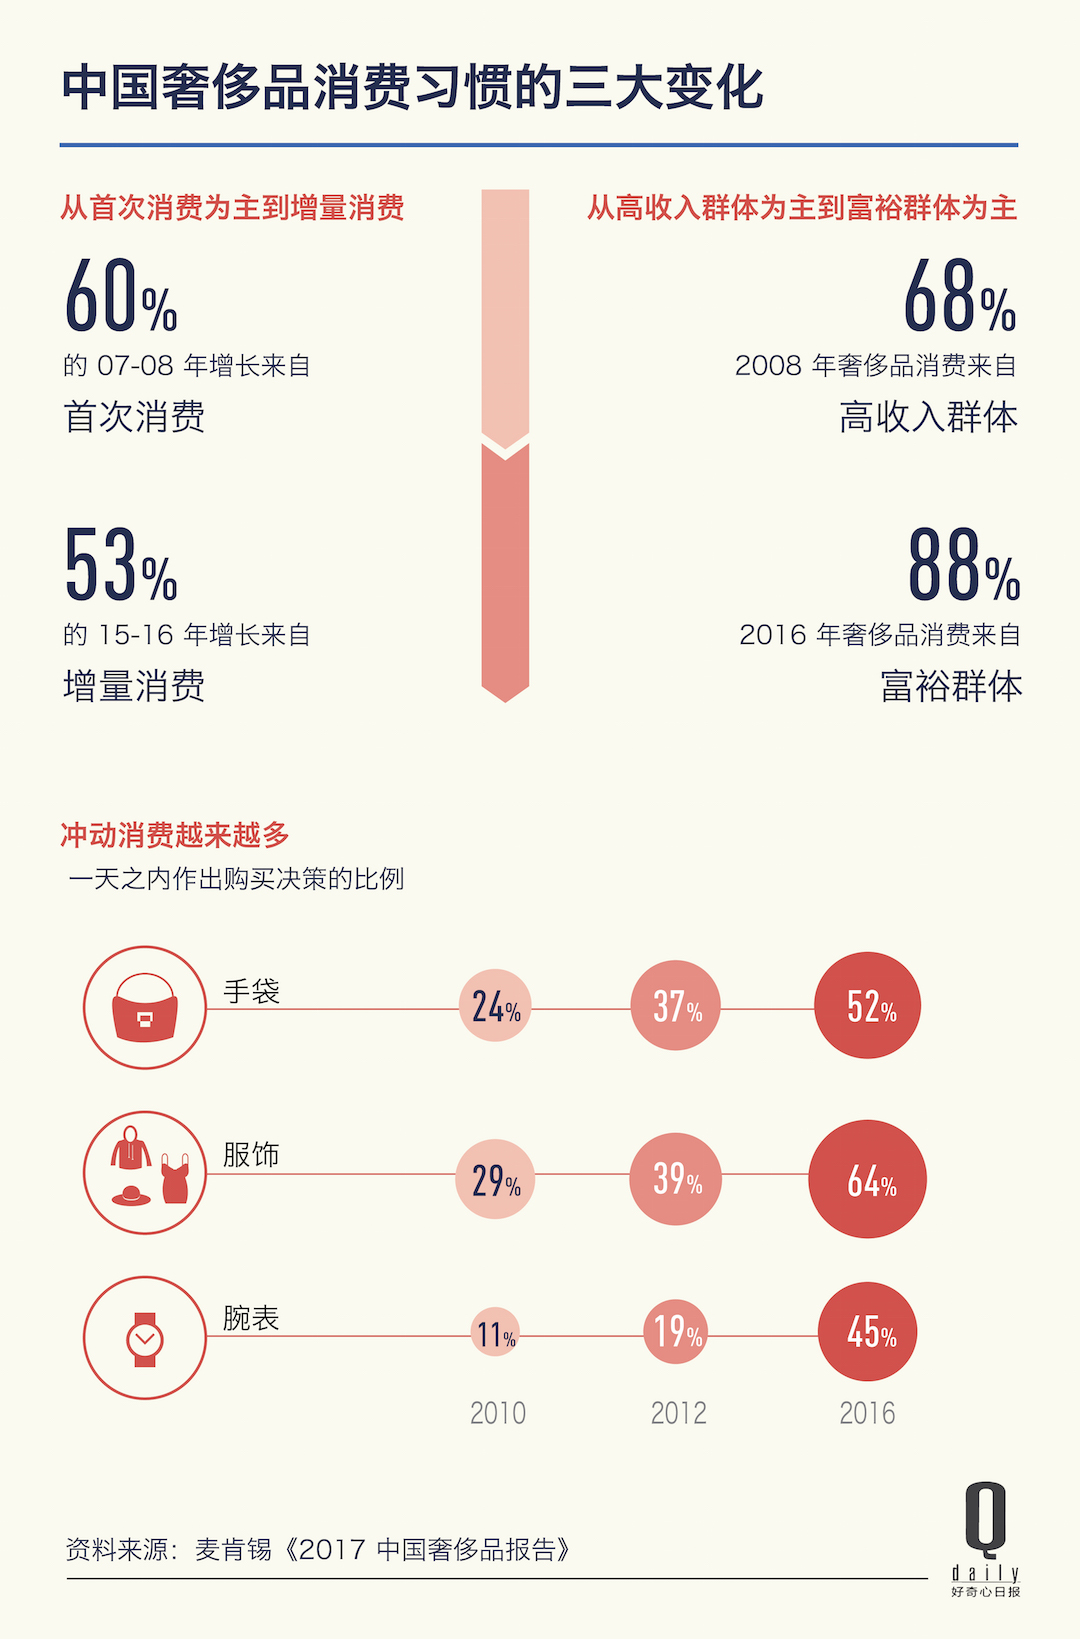 中国奢侈品消费习惯的三大变化
从首次消费为主到增量消费
60%
的 07-08 年增长来自
首次消费
53%
的 15-16 年增长来自
增量消费
从高收入群体为主到富裕群体为主
68%
2008 年奢侈品消费来自
高收入群体
88%
2016 年奢侈品消费来自
富裕群体
冲动消费越来越多
一天之内作出购买决策的比例
手袋 24% 37% 52%
服饰 29% 39% 64%
腕表 11% 19% 45%
2010 2012 2016
资料来源：麦肯锡《2017 中国奢侈品报告》
Q
daily
好奇心日报